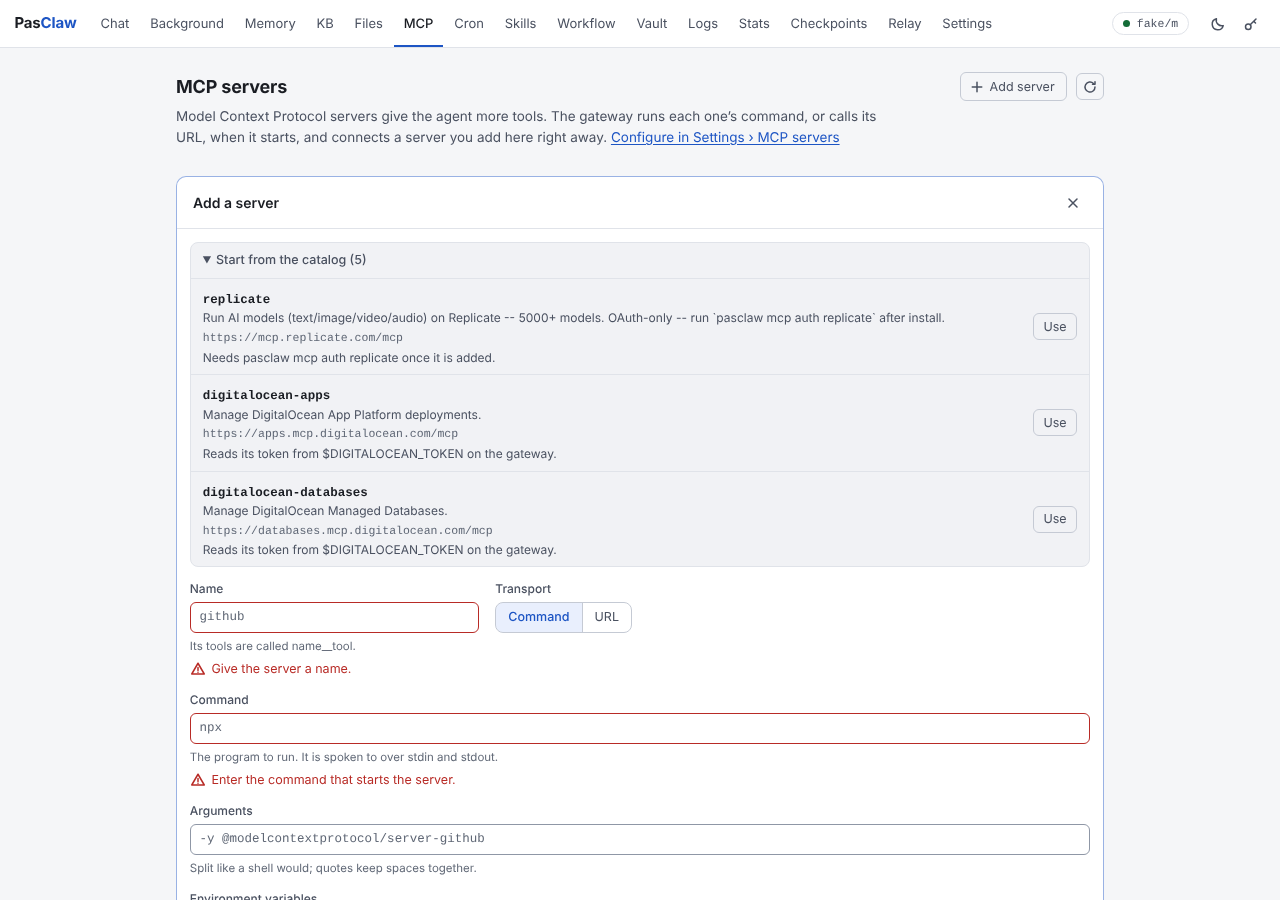 PasClaw Chat Background Memory KB Files MCP Cron Skills Workflow Vault Logs Stats Checkpoints Relay Settings fake/m
MCP servers
Add server
Model Context Protocol servers give the agent more tools. The gateway runs each one’s command, or calls its
URL, when it starts, and connects a server you add here right away. Configure in Settings › MCP servers
Add a server
▼ Start from the catalog (5)
replicate
Run AI models (text/image/video/audio) on Replicate -- 5000+ models. OAuth-only -- run `pasclaw mcp auth replicate` after install.
https://mcp.replicate.com/mcp
Needs pasclaw mcp auth replicate once it is added.
Use
digitalocean-apps
Manage DigitalOcean App Platform deployments.
https://apps.mcp.digitalocean.com/mcp
Reads its token from $DIGITALOCEAN_TOKEN on the gateway.
Use
digitalocean-databases
Manage DigitalOcean Managed Databases.
https://databases.mcp.digitalocean.com/mcp
Reads its token from $DIGITALOCEAN_TOKEN on the gateway.
Use
Name
github
Its tools are called name__tool.
Give the server a name.
Transport
Command URL
Command
npx
The program to run. It is spoken to over stdin and stdout.
Enter the command that starts the server.
Arguments
-y @modelcontextprotocol/server-github
Split like a shell would; quotes keep spaces together.
Environment variables